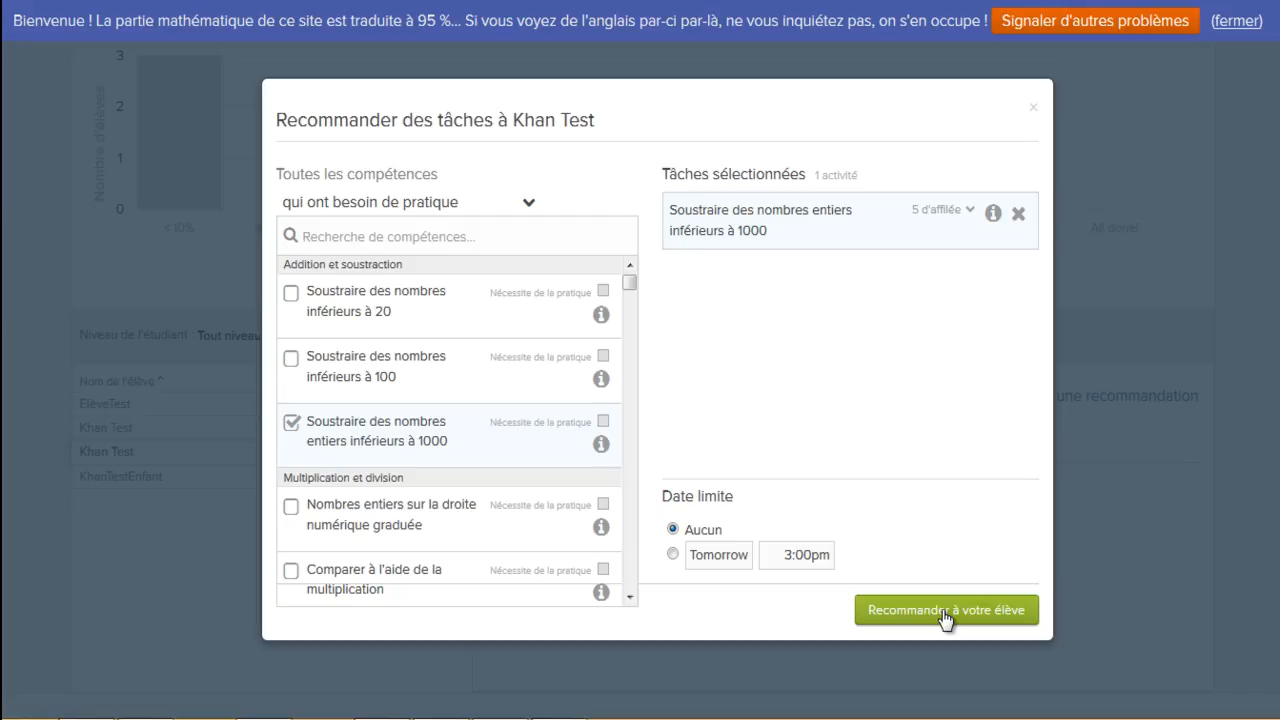 Bienvenue ! La partie mathématique de ce site est traduite à 95 %... Si vous voyez de l'anglais par-ci par-là, ne vous inquiétez pas, on s'en occupe ! Signaler d'autres problèmes (fermer)
Recommander des tâches à Khan Test ×
Toutes les compétences
qui ont besoin de pratique
Recherche de compétences...
Addition et soustraction
Soustraire des nombres Nécessite de la pratique
inférieurs à 20
Soustraire des nombres Nécessite de la pratique
inférieurs à 100
Soustraire des nombres Nécessite de la pratique
entiers inférieurs à 1000
Multiplication et division
Nombres entiers sur la droite Nécessite de la pratique
numérique graduée
Comparer à l'aide de la Nécessite de la pratique
multiplication
Tâches sélectionnées 1 activité
Soustraire des nombres entiers 5 d'affilée
inférieurs à 1000
Date limite
Aucun
Tomorrow 3:00pm
Recommander à votre élève
Nombre d'élèves
3
2
1
0
< 10%
All done!
Niveau de l'étudiant Tout niveau
Nom de l'élève ^
ElèveTest
Khan Test
Khan Test
KhanTestEnfant
une recommandation